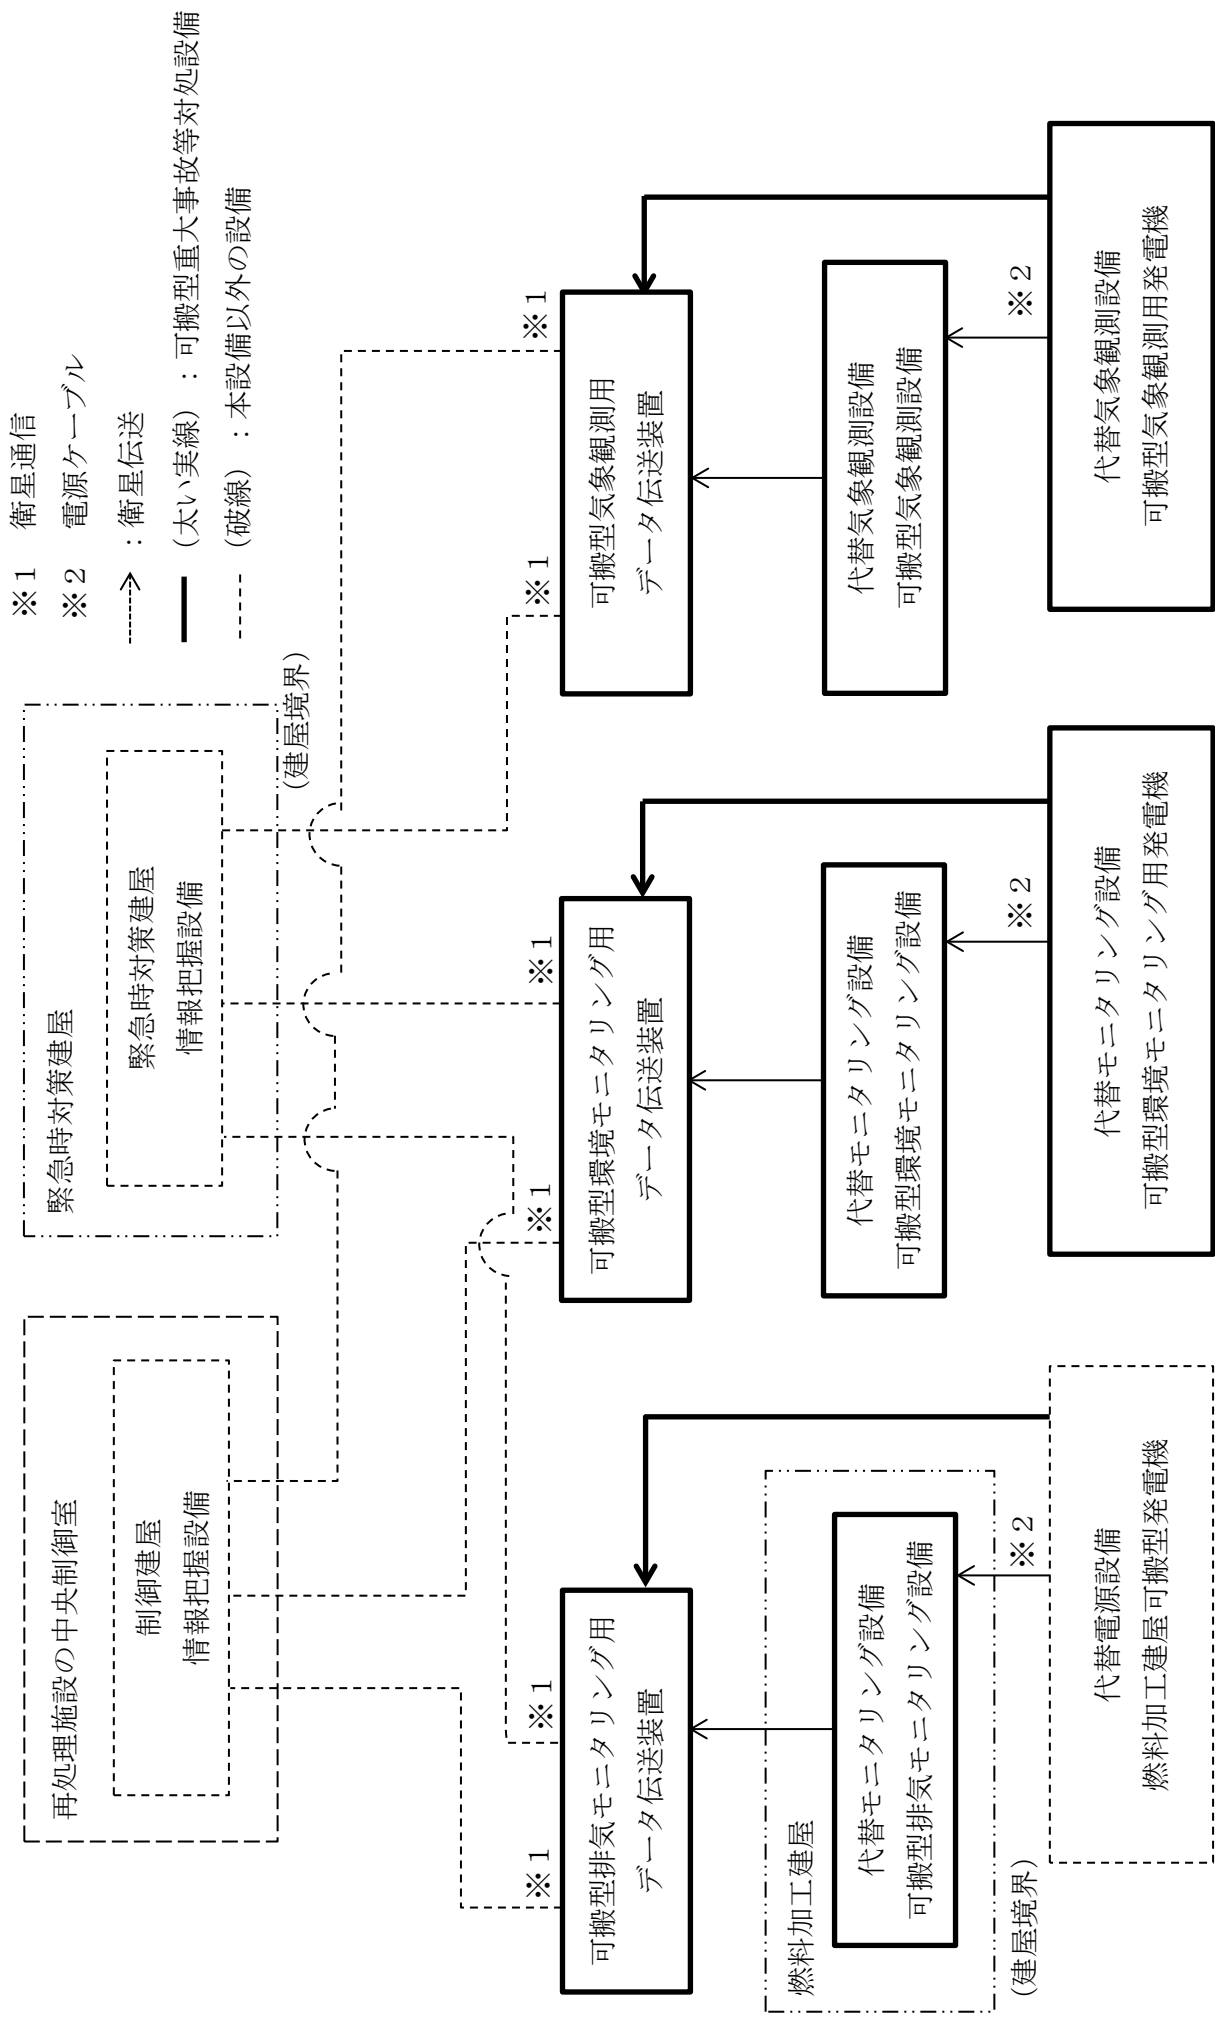 再処理施設の中央制御室
制御建屋
情報把握設備
緊急時対策建屋
緊急時対策建屋
情報把握設備
(建屋境界)
※1 衛星通信
※2 電源ケーブル
：衛星伝送
(太い実線)：可搬型重大事故等対処設備
(破線)：本設備以外の設備
※1
※1
※1
※1
※1
※1
可搬型排気モニタリング用
データ伝送装置
可搬型環境モニタリング用
データ伝送装置
可搬型気象観測用
データ伝送装置
燃料加工建屋
代替モニタリング設備
可搬型排気モニタリング設備
(建屋境界)
代替モニタリング設備
可搬型環境モニタリング設備
代替気象観測設備
可搬型気象観測設備
※2
※2
※2
代替電源設備
燃料加工建屋可搬型発電機
代替モニタリング設備
可搬型環境モニタリング用発電機
代替気象観測設備
可搬型気象観測用発電機